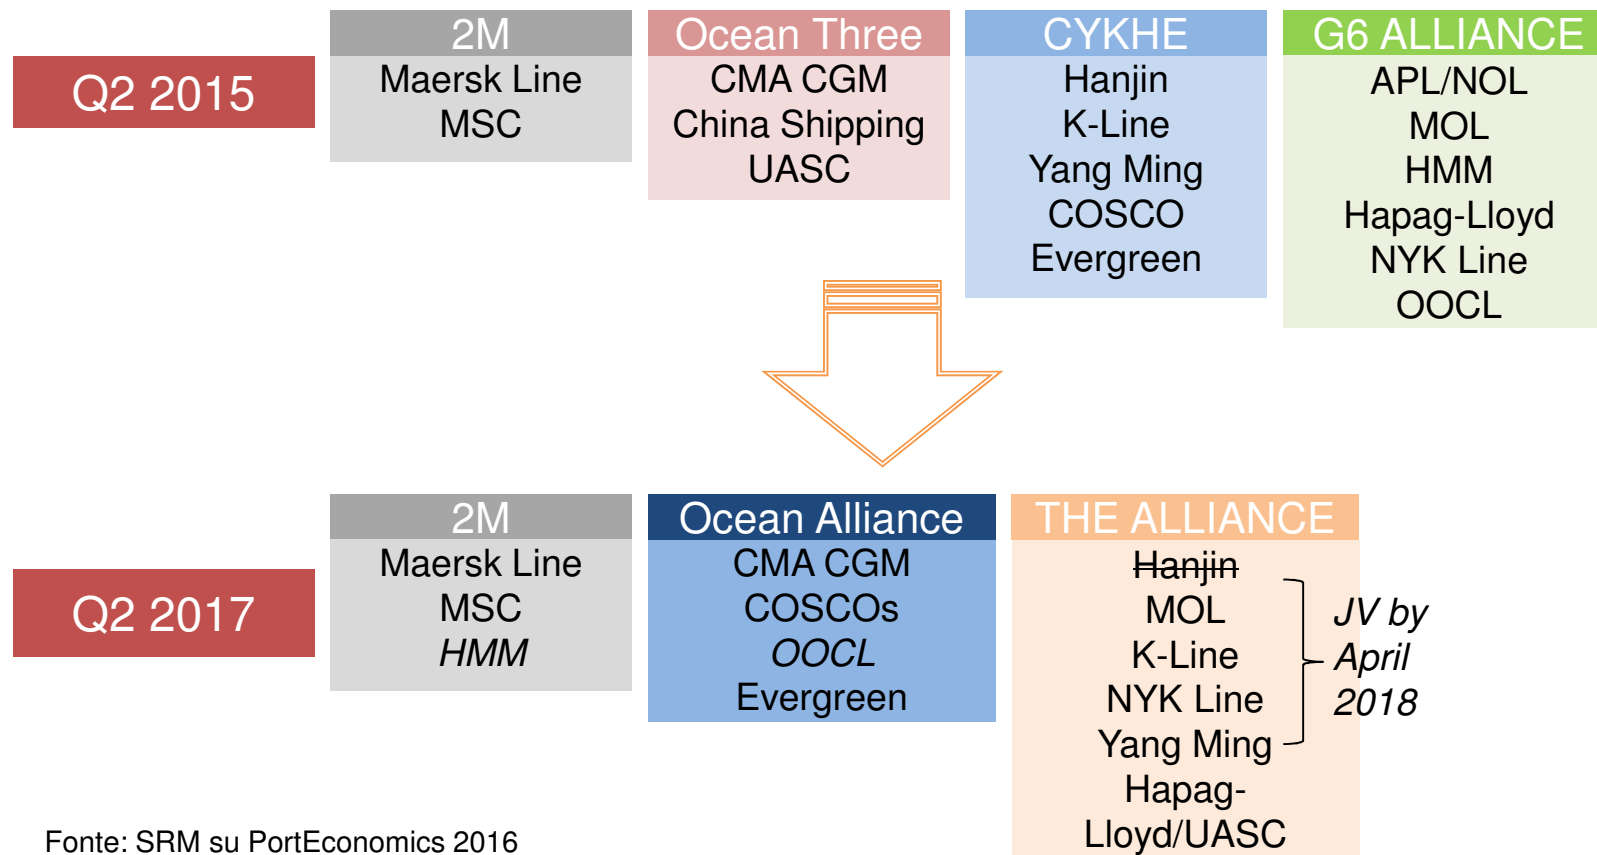 Q2 2015
2M
Maersk Line
MSC
Ocean Three
CMA CGM
China Shipping
UASC
CYKHE
Hanjin
K-Line
Yang Ming
COSCO
Evergreen
G6 ALLIANCE
APL/NOL
MOL
HMM
Hapag-Lloyd
NYK Line
OOCL
Q2 2017
2M
Maersk Line
MSC
HMM
Ocean Alliance
CMA CGM
COSCOs
OOCL
Evergreen
THE ALLIANCE
Hanjin
MOL
K-Line
NYK Line
Yang Ming
Hapag-
Lloyd/UASC
JV by
April
2018
Fonte: SRM su PortEconomics 2016